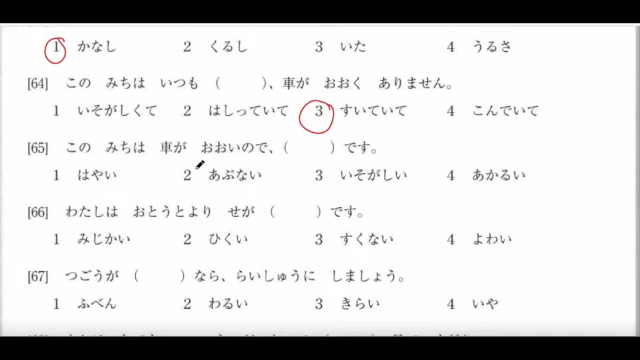 1 かなし 2 くるし 3 いた 4 うるさ
[64] この みちは いつも ( )、車が おおく ありません。
1 いそがしくて 2 はしっていて 3 すいていて 4 こんでいて
[65] この みちは 車が おおいので、( )です。
1 はやい 2 あぶない 3 いそがしい 4 あかるい
[66] わたしは おとうとより せが ( )です。
1 みじかい 2 ひくい 3 すくない 4 よわい
[67] つごうが ( )なら、らいしゅうに しましょう。
1 ふべん 2 わるい 3 きらい 4 いや